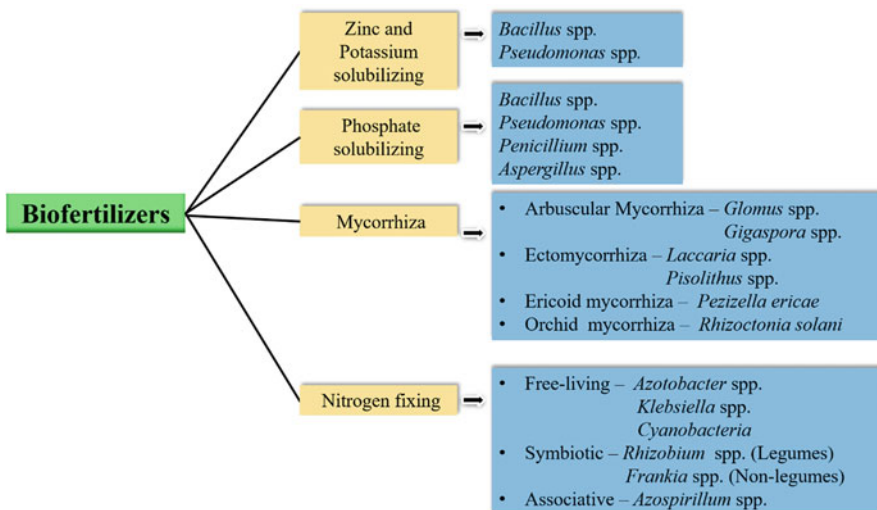 Biofertilizers
Zinc and
Potassium
solubilizing
Bacillus spp.
Pseudomonas spp.
Phosphate
solubilizing
Bacillus spp.
Pseudomonas spp.
Penicillium spp.
Aspergillus spp.
Mycorrhiza
• Arbuscular Mycorrhiza – Glomus spp.
Gigaspora spp.
• Ectomycorrhiza – Laccaria spp.
Pisolithus spp.
• Ericoid mycorrhiza – Pezizella ericae
• Orchid mycorrhiza – Rhizoctonia solani
Nitrogen fixing
• Free-living – Azotobacter spp.
Klebsiella spp.
Cyanobacteria
• Symbiotic – Rhizobium spp. (Legumes)
Frankia spp. (Non-legumes)
• Associative – Azospirillum spp.